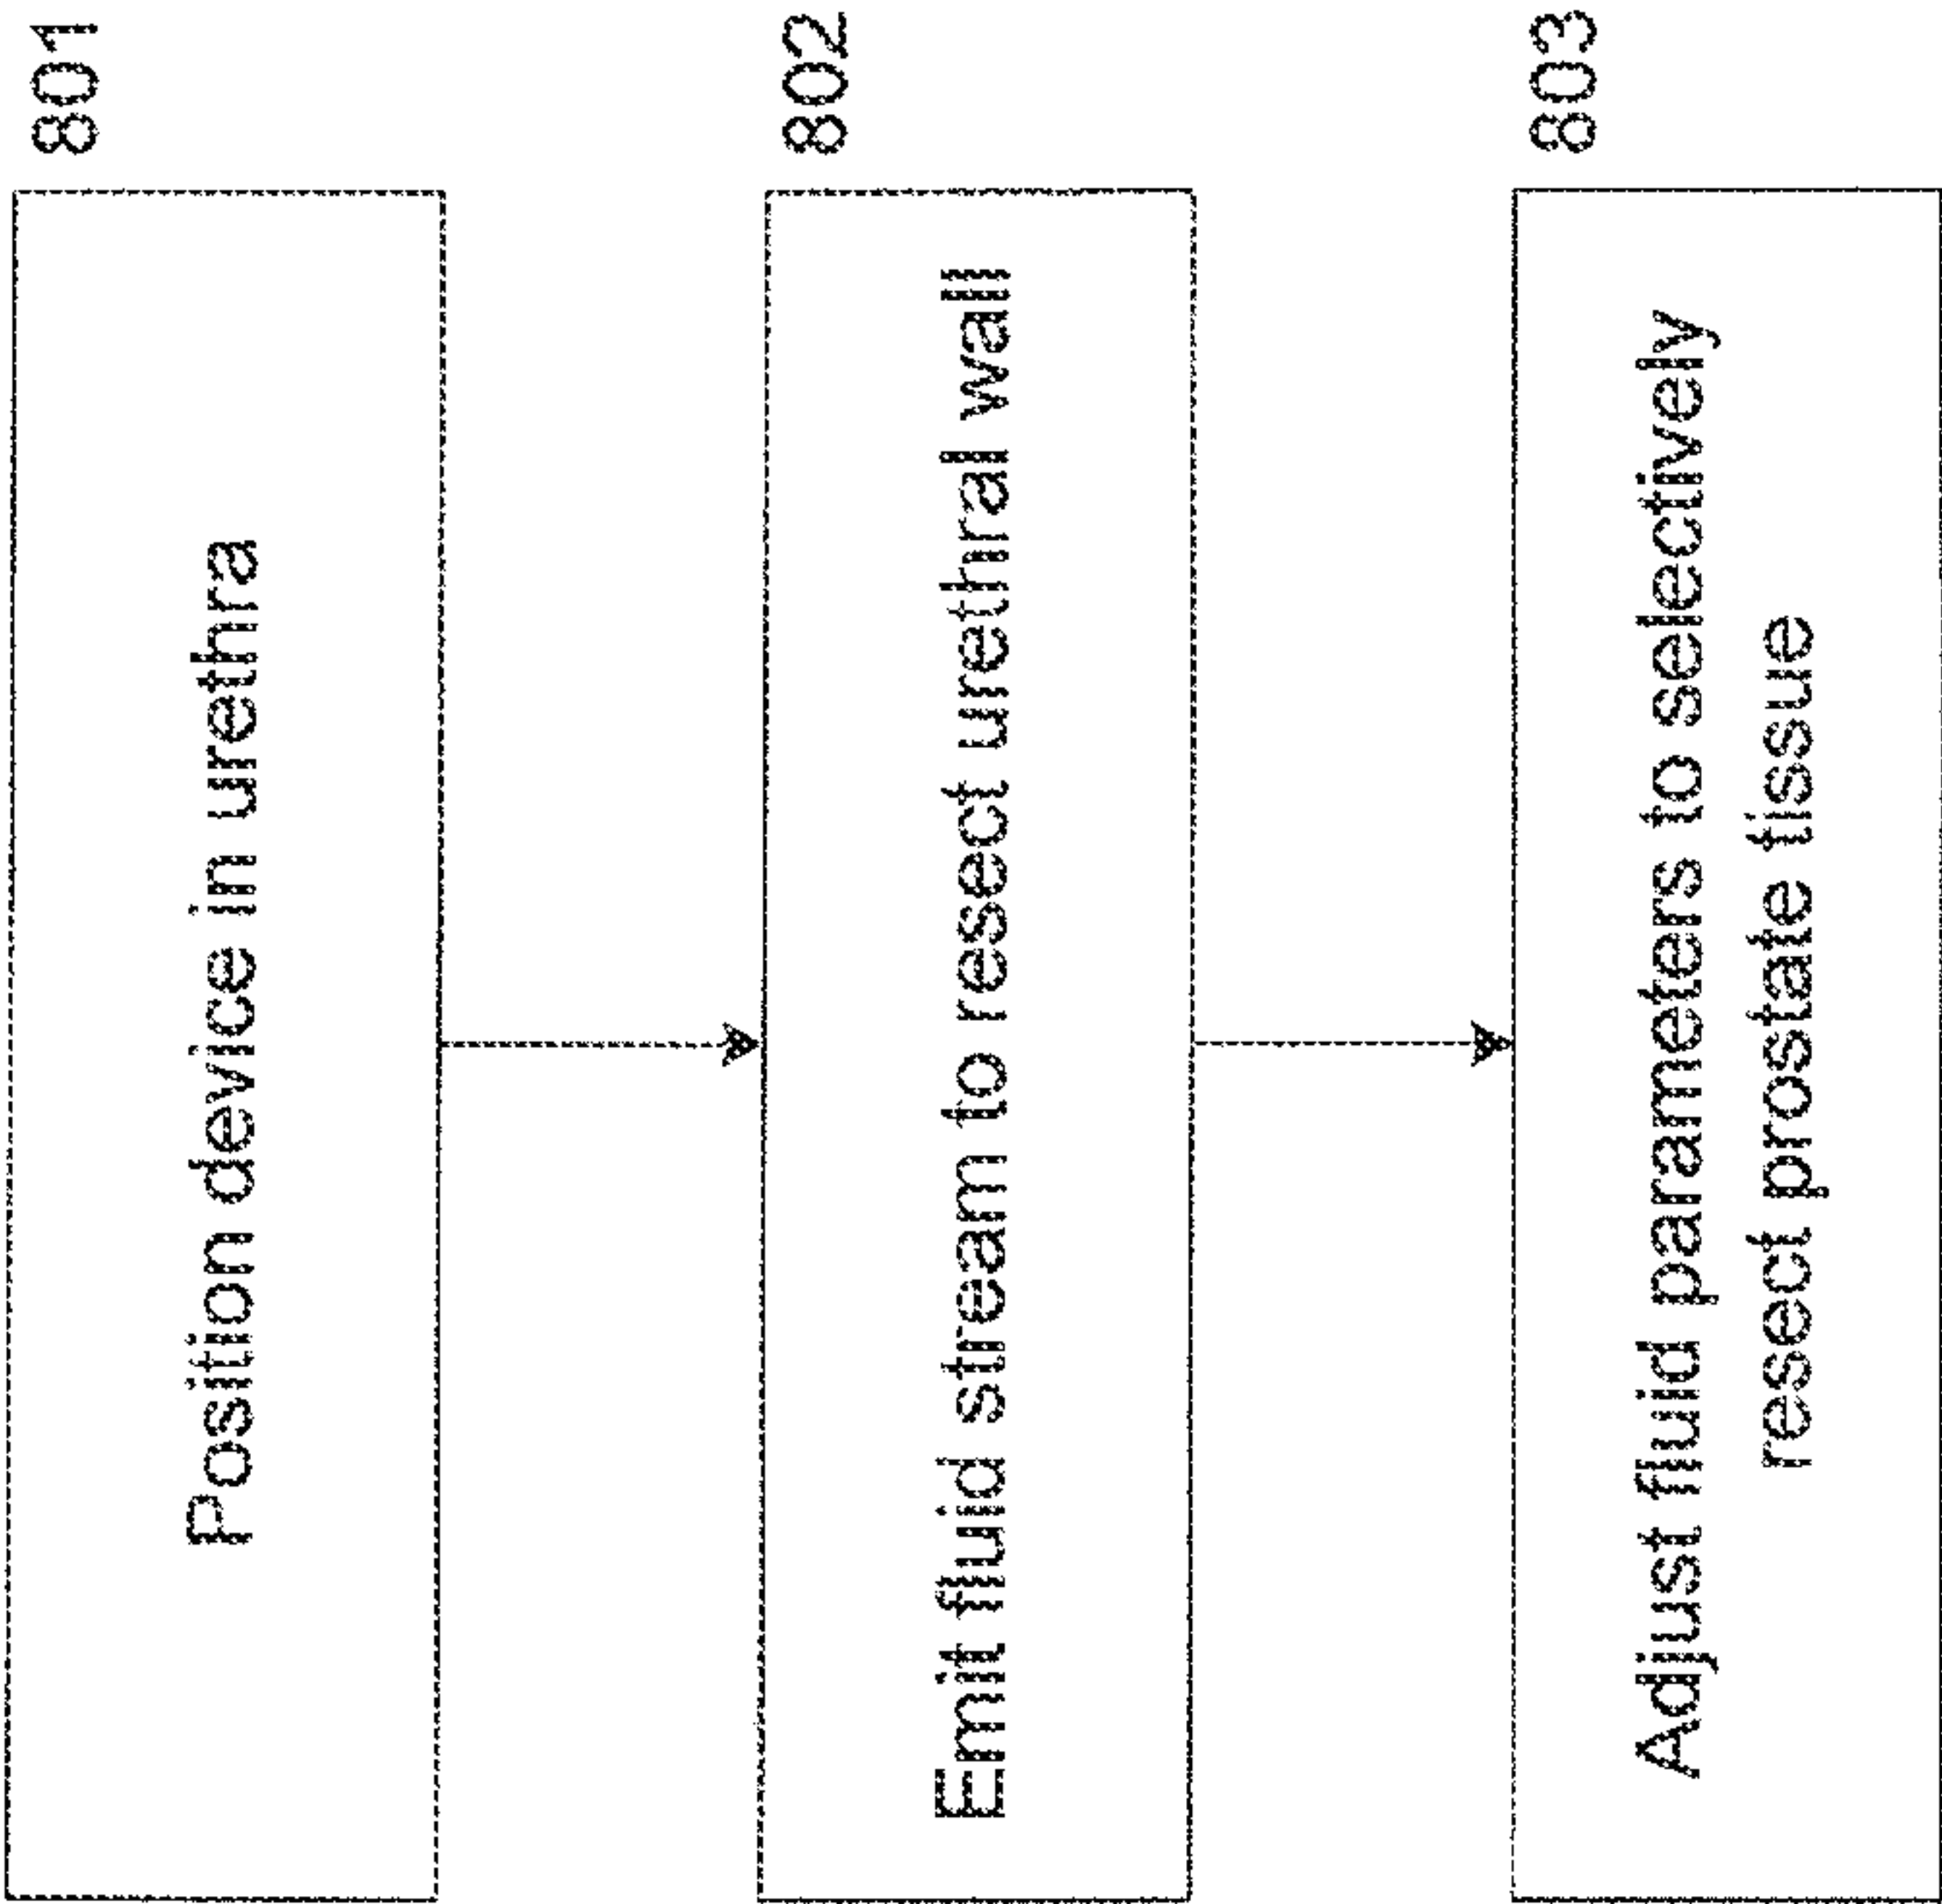 Position device in urethra
801
Emit fluid stream to resect urethral wall
802
Adjust fluid parameters to selectively
resect prostate tissue
803